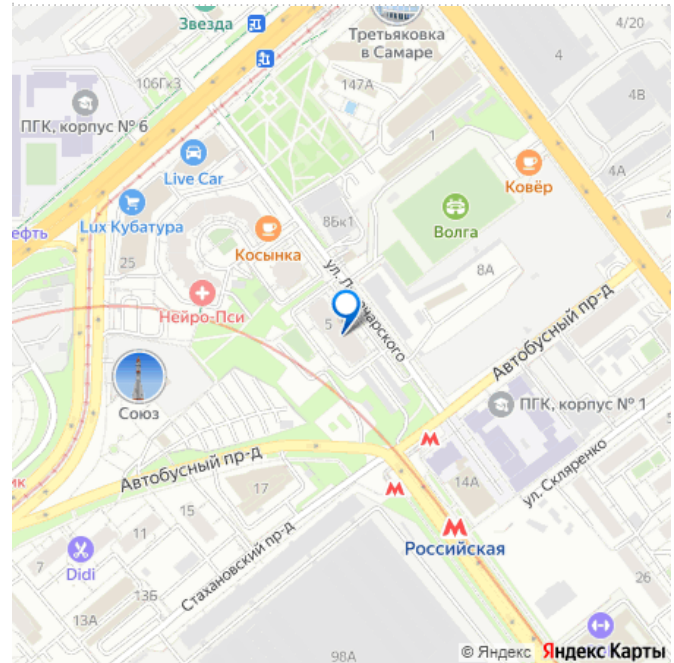 Звезда
Третьяковка
в Самаре
4/20
4
4В
106Гк3
147А
ПГК, корпус № 6
1
Live Car
Ковёр
4А
Lux Кубатура
8Бк1
Волга
25
Косынка
8А
Нейро-Пси
5
Автобусный пр-д
Союз
ПГК, корпус № 1
ул. Скляренко
Автобусный пр-д
17
14А
15
11
Российская
Стахановский пр-д
7
Didi
13Б
13А
26
98А
© Яндекс Яндекс Карты